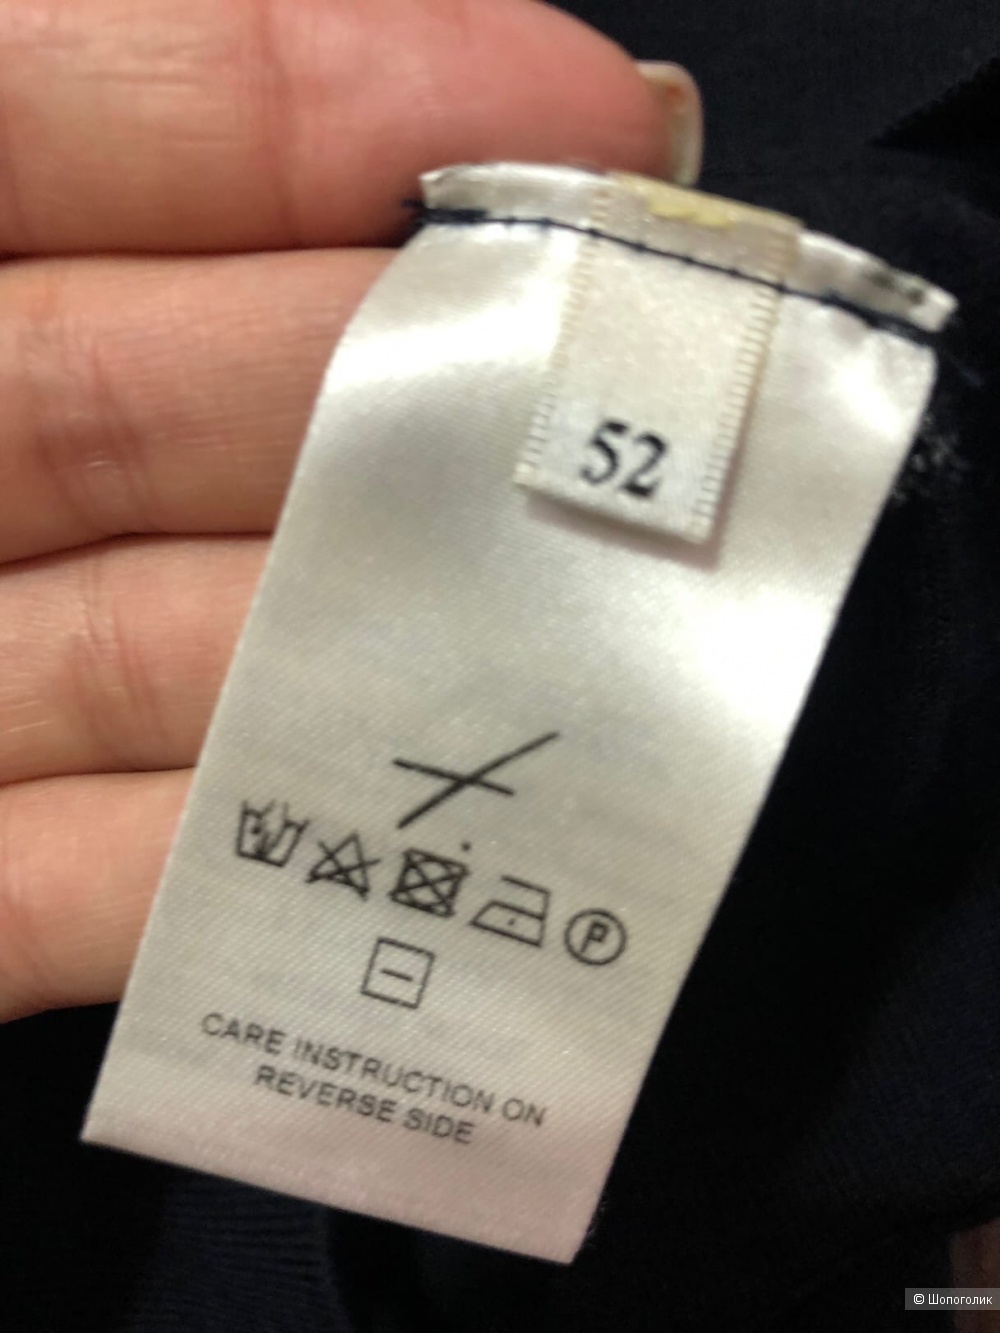 52
P
CARE INSTRUCTION ON
REVERSE SIDE
© Шопоголик